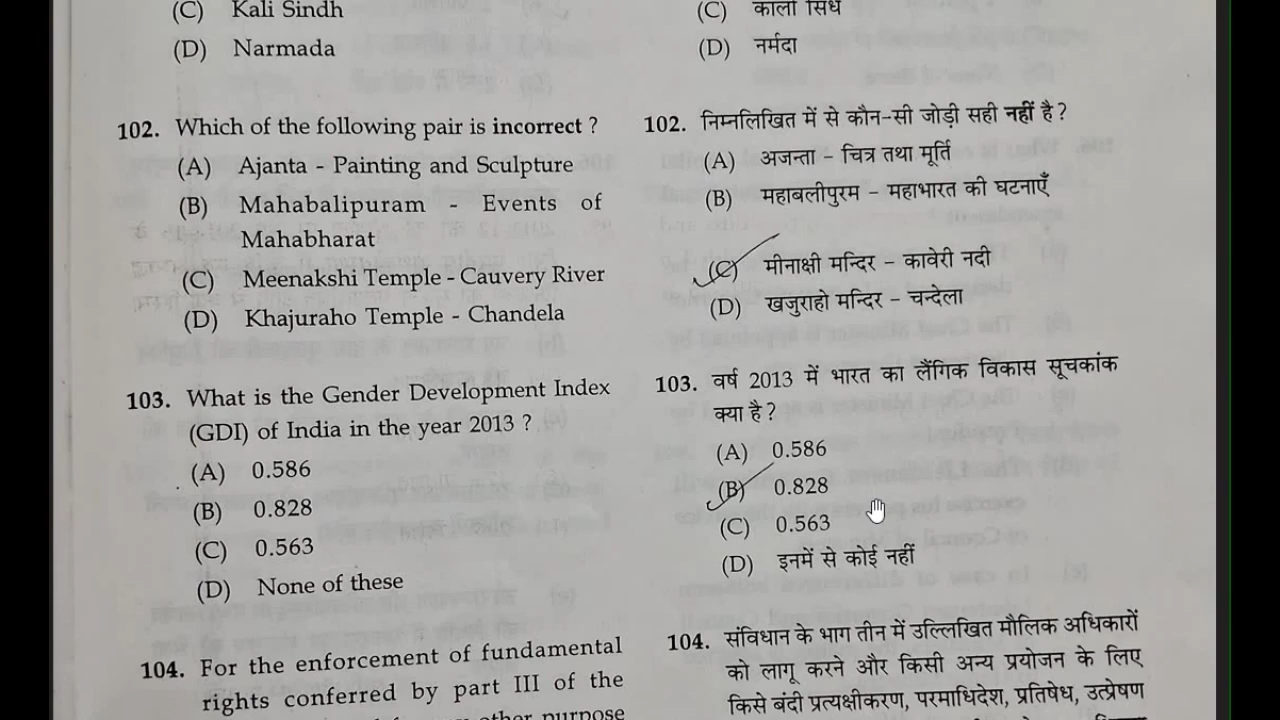 (C) Kali Sindh
(D) Narmada
102. Which of the following pair is incorrect ?
(A) Ajanta - Painting and Sculpture
(B) Mahabalipuram - Events of
Mahabharat
(C) Meenakshi Temple - Cauvery River
(D) Khajuraho Temple - Chandela
103. What is the Gender Development Index
(GDI) of India in the year 2013 ?
(A) 0.586
(B) 0.828
(C) 0.563
(D) None of these
104. For the enforcement of fundamental
rights conferred by part III of the
other purpose
(C) काली सिंध
(D) नर्मदा
102. निम्नलिखित में से कौन-सी जोड़ी सही नहीं है ?
(A) अजन्ता - चित्र तथा मूर्ति
(B) महाबलीपुरम - महाभारत की घटनाएँ
(C) मीनाक्षी मन्दिर - कावेरी नदी
(D) खजुराहो मन्दिर - चन्देला
103. वर्ष 2013 में भारत का लैंगिक विकास सूचकांक
क्या है ?
(A) 0.586
(B) 0.828
(C) 0.563
(D) इनमें से कोई नहीं
104. संविधान के भाग तीन में उल्लिखित मौलिक अधिकारों
को लागू करने और किसी अन्य प्रयोजन के लिए
किसे बंदी प्रत्यक्षीकरण, परमाधिदेश, प्रतिषेध, उत्प्रेषण